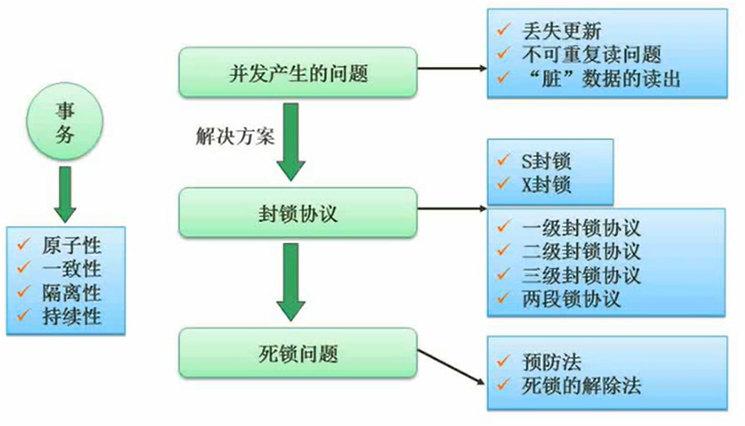 事
务
原子性
一致性
隔离性
持续性
并发产生的问题
丢失更新
不可重复读问题
“脏”数据的读出
解决方案
封锁协议
S封锁
X封锁
一级封锁协议
二级封锁协议
三级封锁协议
两段锁协议
死锁问题
预防法
死锁的解除法